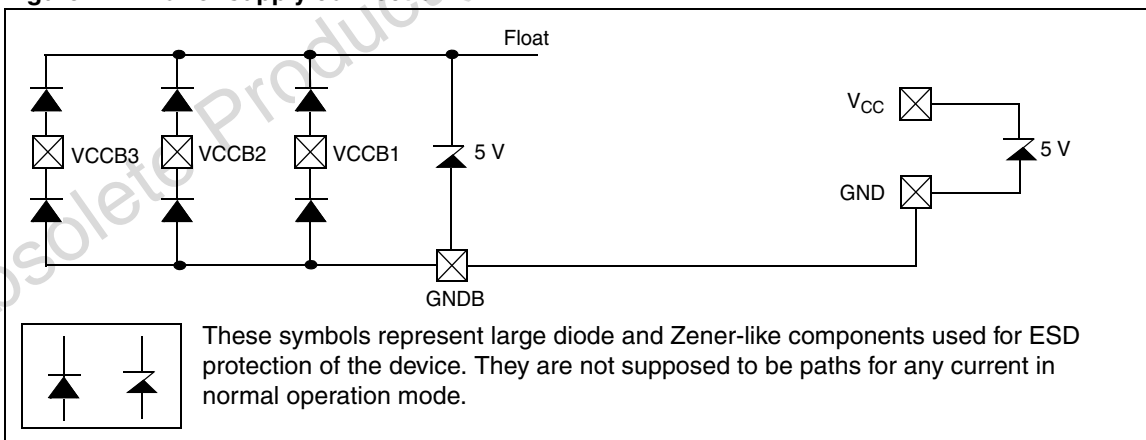 supply
Float
VCCB3
VCCB2
VCCB1
5 V
V_CC
5 V
GND
GNDB
These symbols represent large diode and Zener-like components used for ESD
protection of the device. They are not supposed to be paths for any current in
normal operation mode.